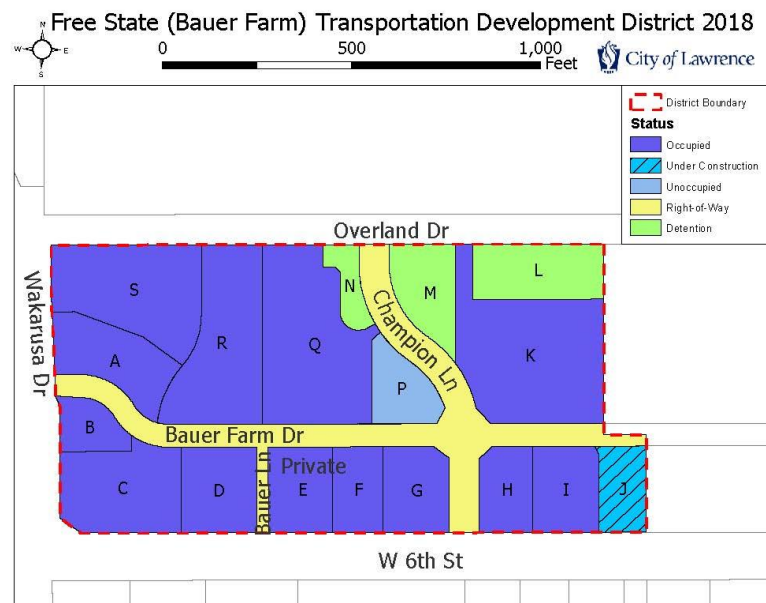 Free State (Bauer Farm) Transportation Development District 2018
N
W E
S
0 500 1,000
Feet
City of Lawrence
District Boundary
Status
Occupied
Under Construction
Unoccupied
Right-of-Way
Detention
Overland Dr
Wakarusa Dr
S
R
Q
N
M
L
Champion Ln
A
K
P
B
Bauer Farm Dr
Private
Bauer Ln
C
D
E
F
G
H
I
J
W 6th St